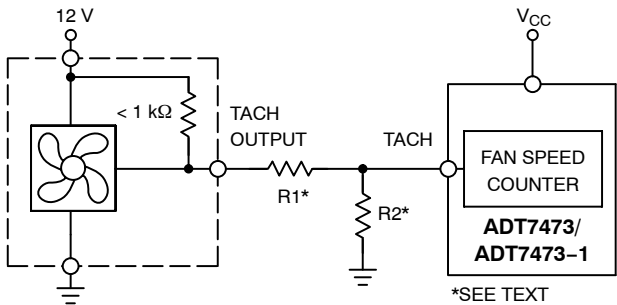 12 V
V_CC
< 1 kΩ
TACH
OUTPUT
TACH
FAN SPEED
COUNTER
R1*
R2*
ADT7473/
ADT7473−1
*SEE TEXT